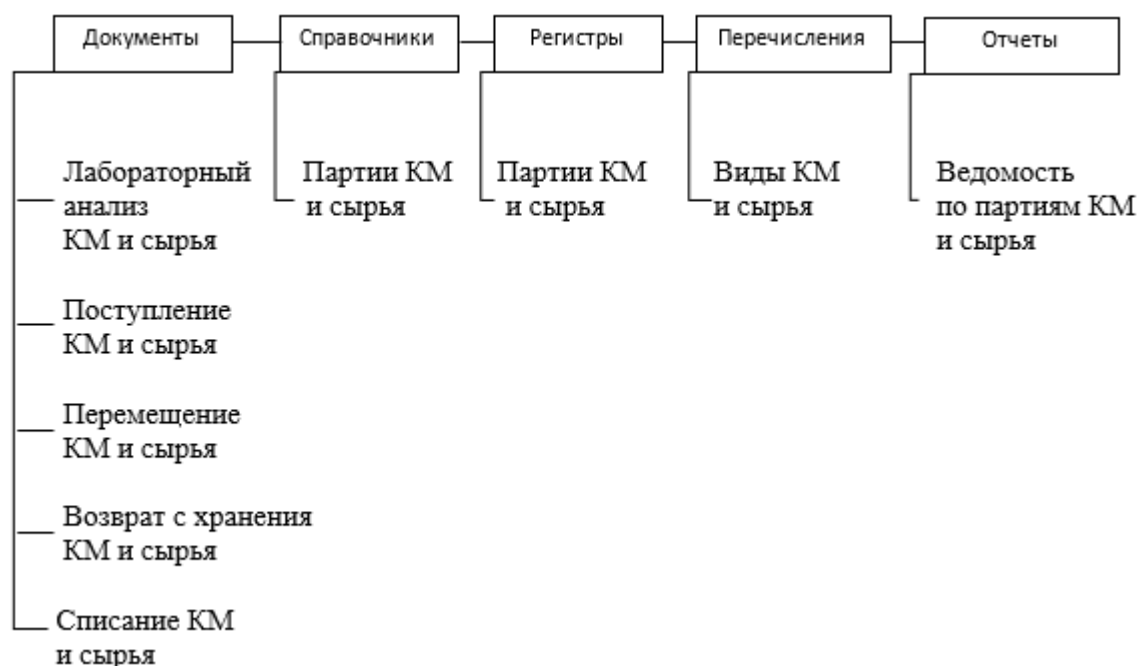 Документы
Справочники
Регистры
Перечисления
Отчеты
Лабораторный
анализ
КМ и сырья
Партии КМ
и сырья
Партии КМ
и сырья
Виды КМ
и сырья
Ведомость
по партиям КМ
и сырья
Поступление
КМ и сырья
Перемещение
КМ и сырья
Возврат с хранения
КМ и сырья
Списание КМ
и сырья